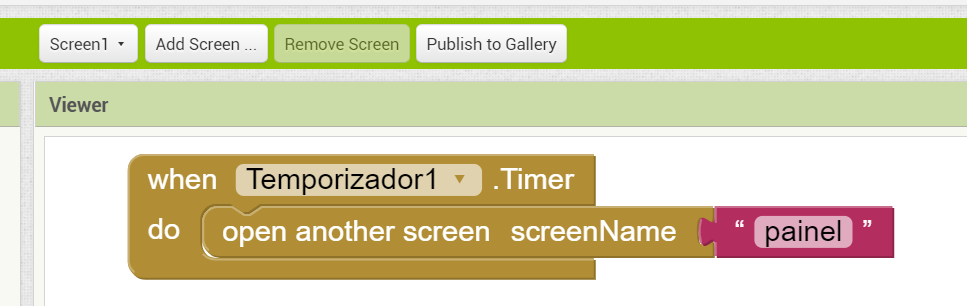 Screen1 Add Screen ... Remove Screen Publish to Gallery
Viewer
when Temporizador1 .Timer
do open another screen screenName “ painel ”